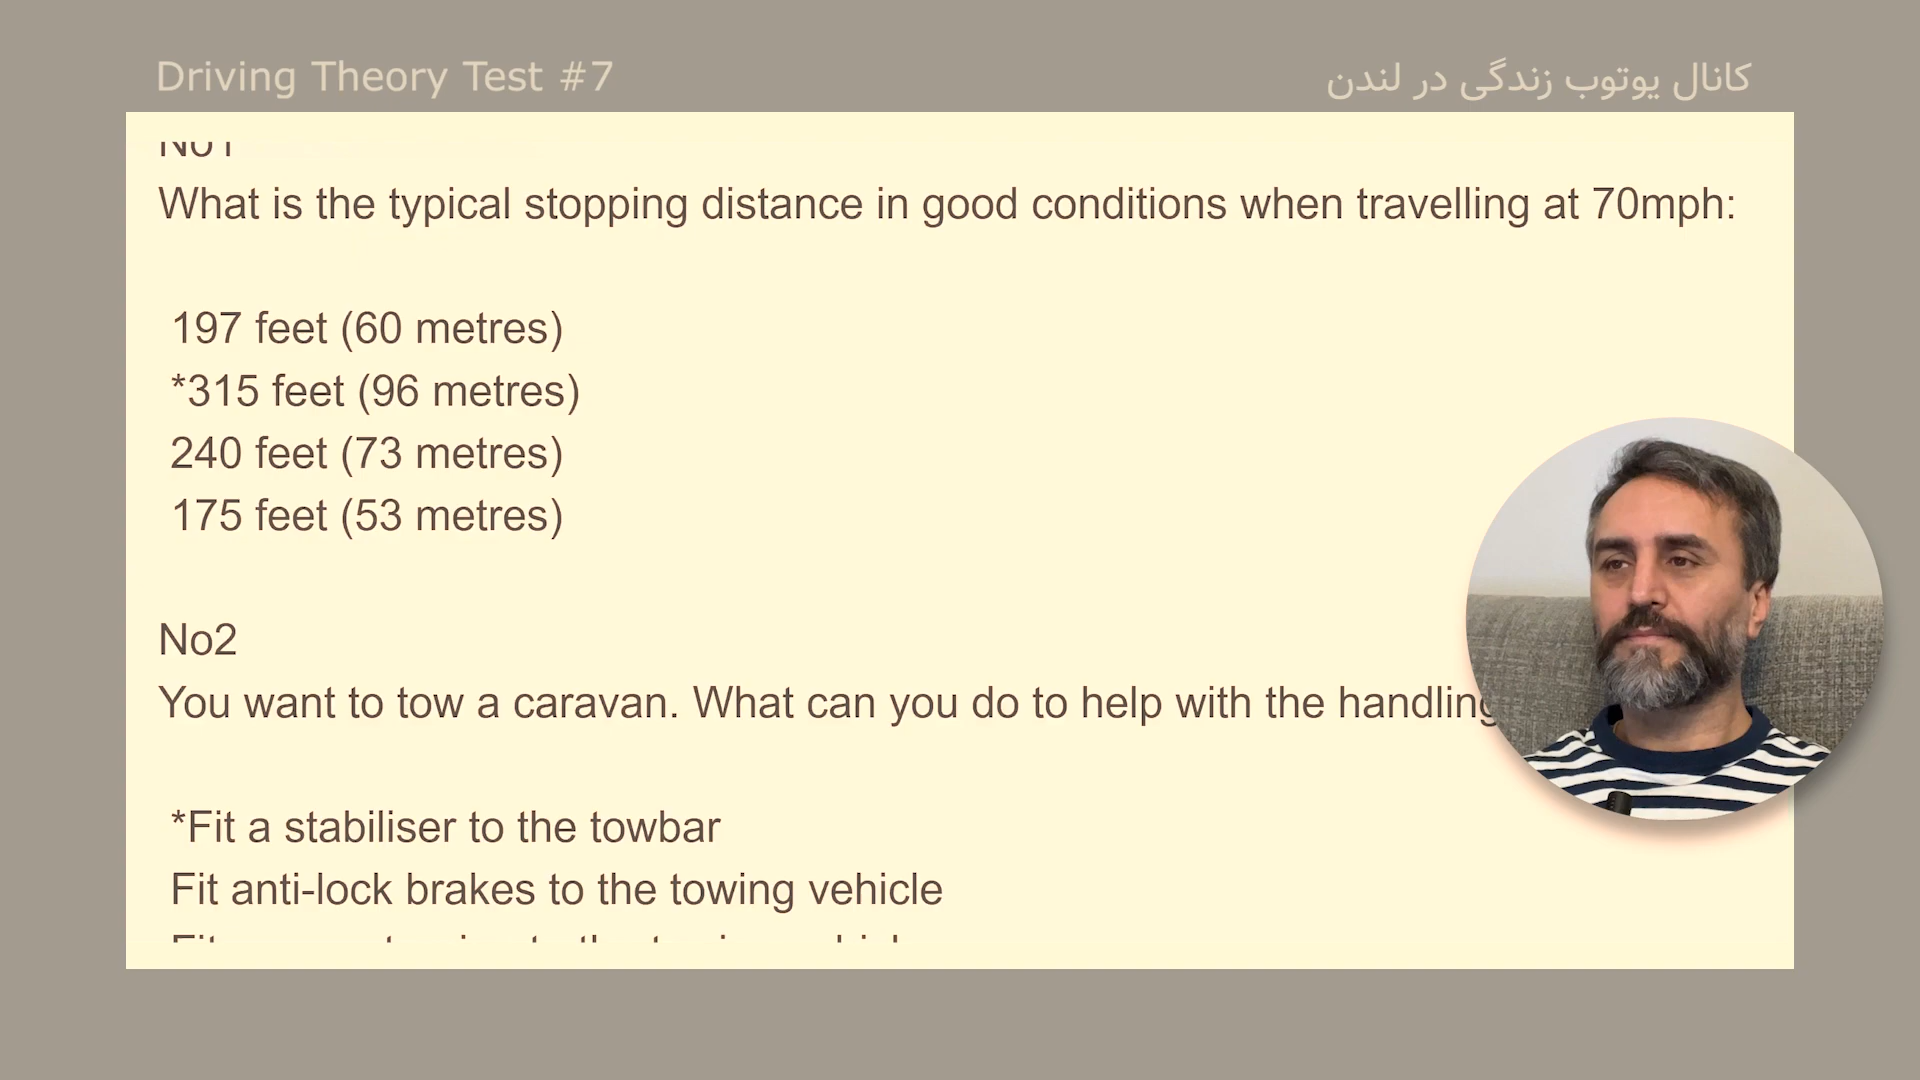 Driving Theory Test #7
کانال یوتوب زندگی در لندن
No1
What is the typical stopping distance in good conditions when travelling at 70mph:
197 feet (60 metres)
*315 feet (96 metres)
240 feet (73 metres)
175 feet (53 metres)
No2
You want to tow a caravan. What can you do to help with the handling
*Fit a stabiliser to the towbar
Fit anti-lock brakes to the towing vehicle